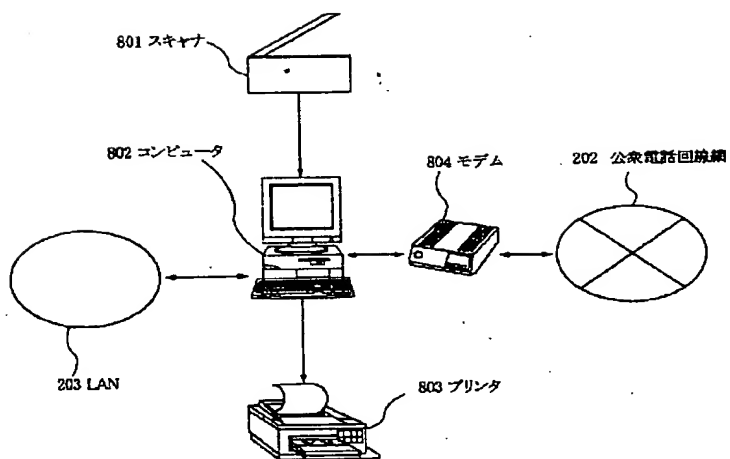 801 スキャナ
802 コンピュータ
804 モデム
202 公衆電話回線網
203 LAN
803 プリンタ